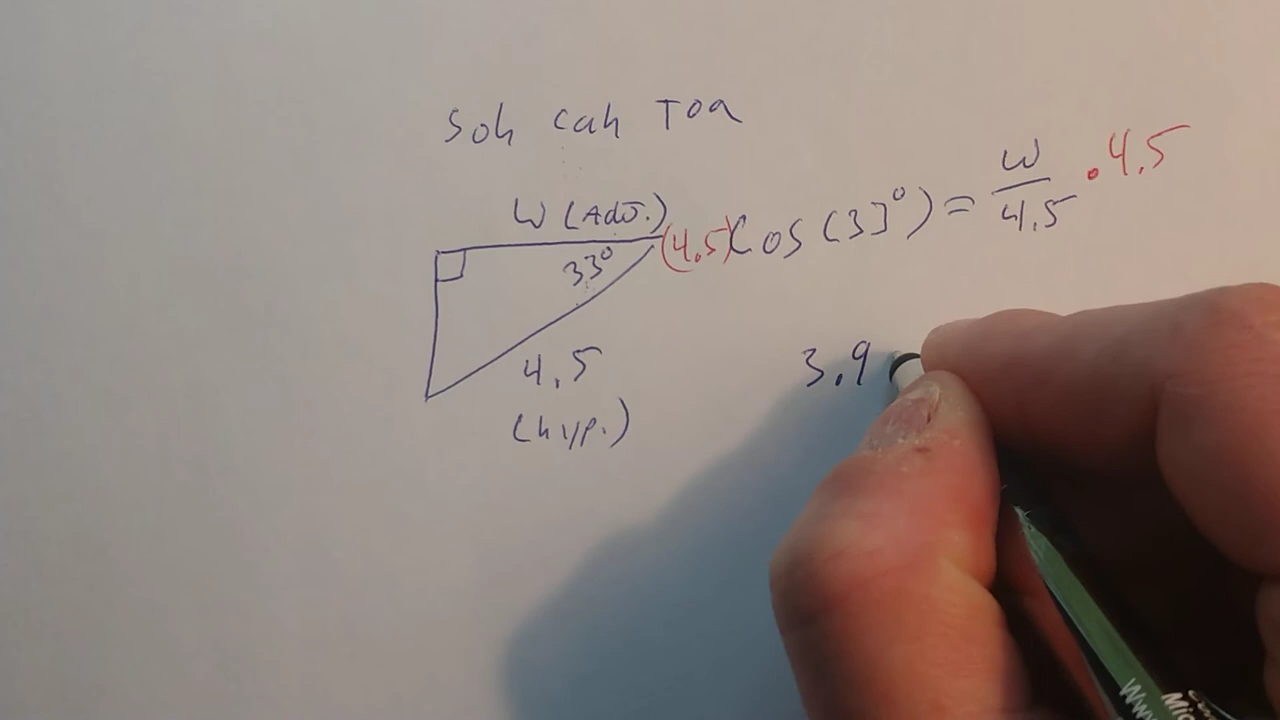 Soh Cah Toa
W (Adj.)
33°
4.5
(hyp.)
(4.5) Cos (33°) = W/4.5 · 4.5
3.9